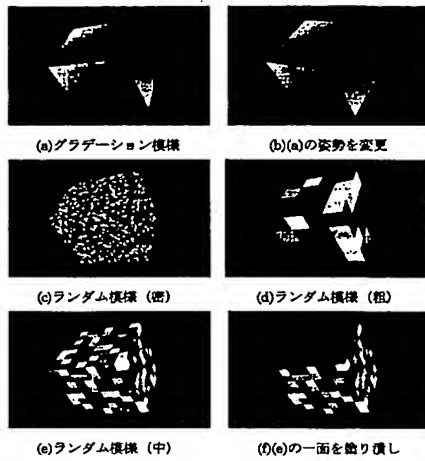 (a)グラデーション模様
(b)(a)の姿勢を変更
(c)ランダム模様(密)
(d)ランダム模様(粗)
(e)ランダム模様(中)
(f)(e)の一面を塗り潰し